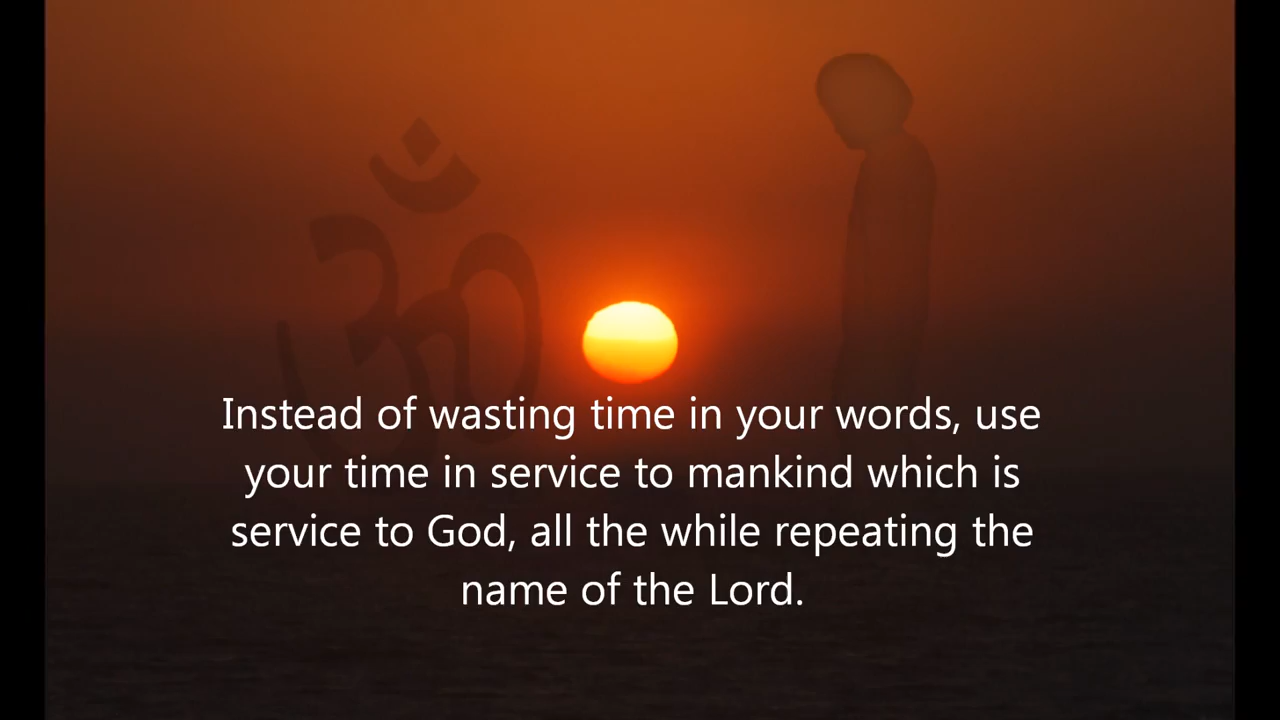 ॐ
Instead of wasting time in your words, use
your time in service to mankind which is
service to God, all the while repeating the
name of the Lord.